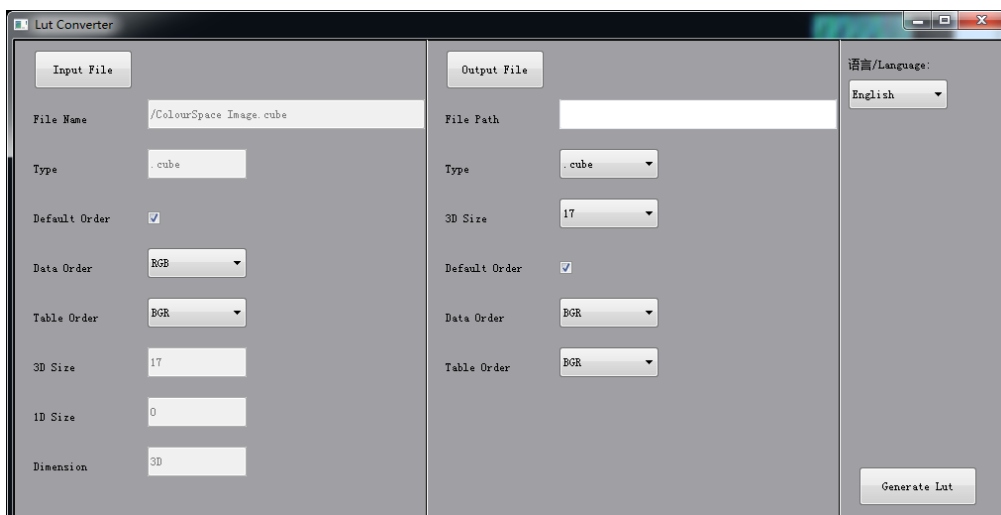 Lut Converter
Input File
File Name
/ColourSpace Image.cube
Type
.cube
Default Order
Data Order
RGB
Table Order
BGR
3D Size
17
1D Size
0
Dimension
3D
Output File
File Path
Type
.cube
3D Size
17
Default Order
Data Order
BGR
Table Order
BGR
语言/Language:
English
Generate Lut